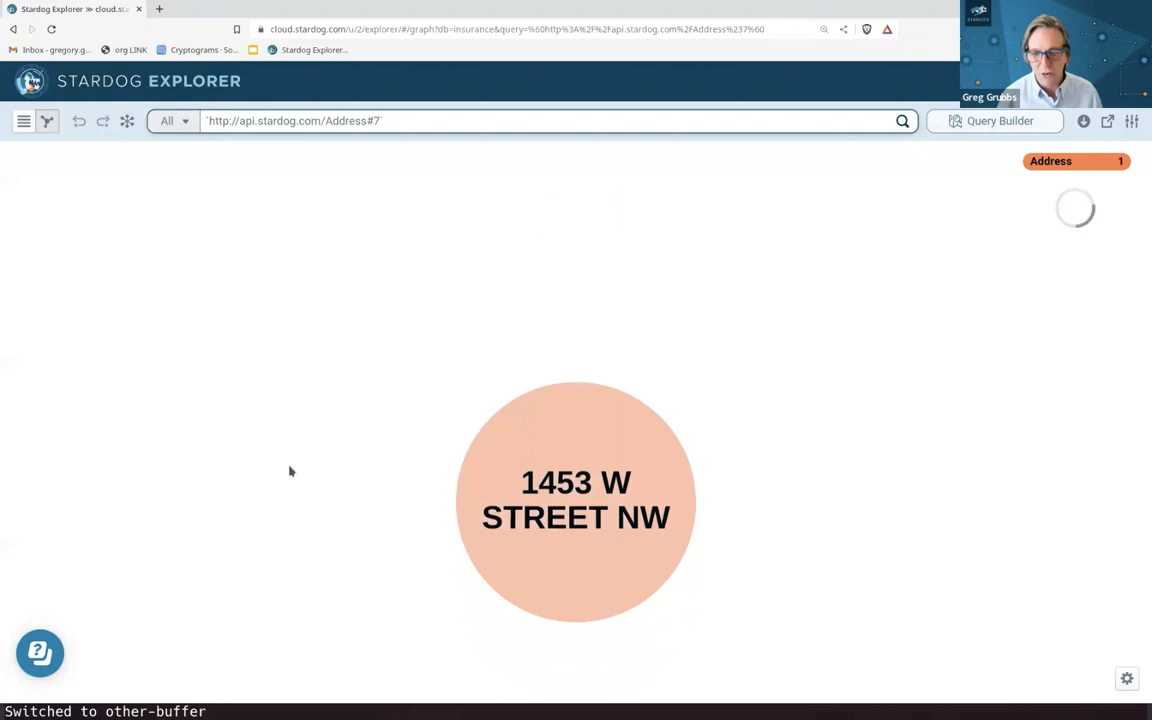 Stardog Explorer ≫ cloud.st
cloud.stardog.com/u/2/explorer/#/graph?db=insurance&query=%60http%3A%2F%2Fapi.stardog.com%2FAddress%237%60
Inbox - gregory.g...
org LINK
Cryptograms - So...
Stardog Explorer...
STARDOG
Greg Grubbs
STARDOG EXPLORER
All
`http://api.stardog.com/Address#7`
Query Builder
Address 1
1453 W
STREET NW
?
Switched to other-buffer